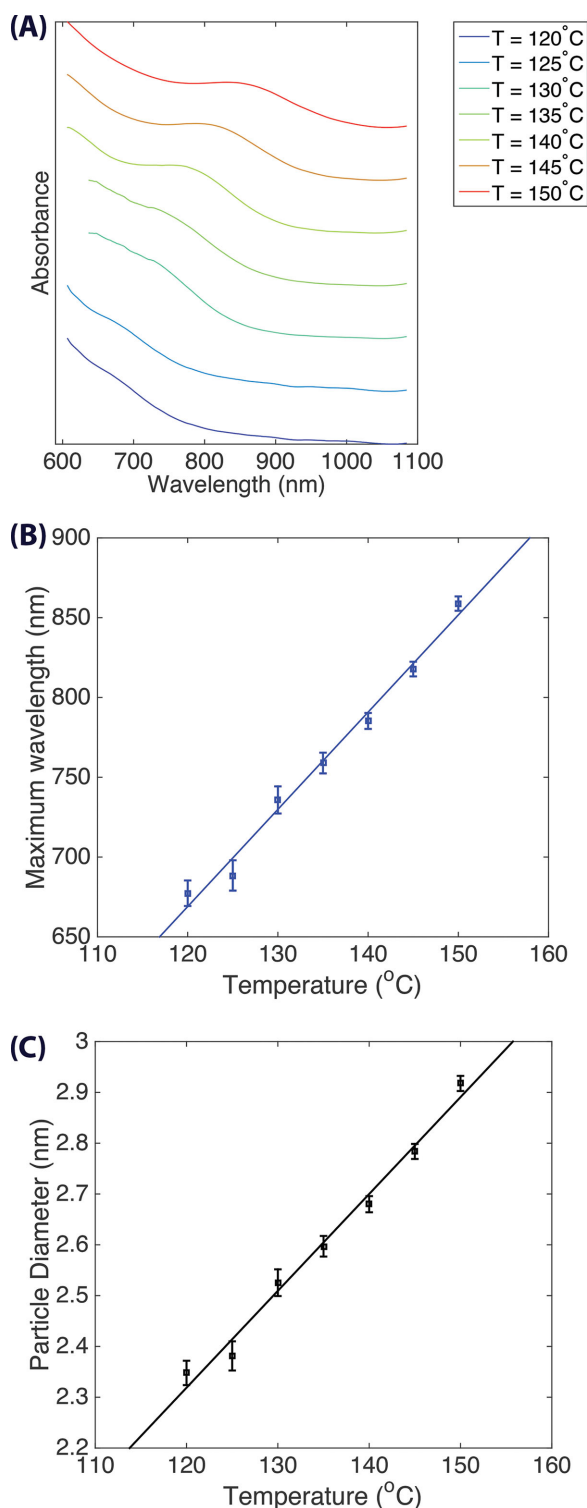 (A)
T = 120°C
T = 125°C
T = 130°C
T = 135°C
T = 140°C
T = 145°C
T = 150°C
Absorbance
600 700 800 900 1000 1100
Wavelength (nm)
(B)
900
850
800
750
700
650
Maximum wavelength (nm)
110 120 130 140 150 160
Temperature (°C)
(C)
3
2.9
2.8
2.7
2.6
2.5
2.4
2.3
2.2
Particle Diameter (nm)
110 120 130 140 150 160
Temperature (°C)